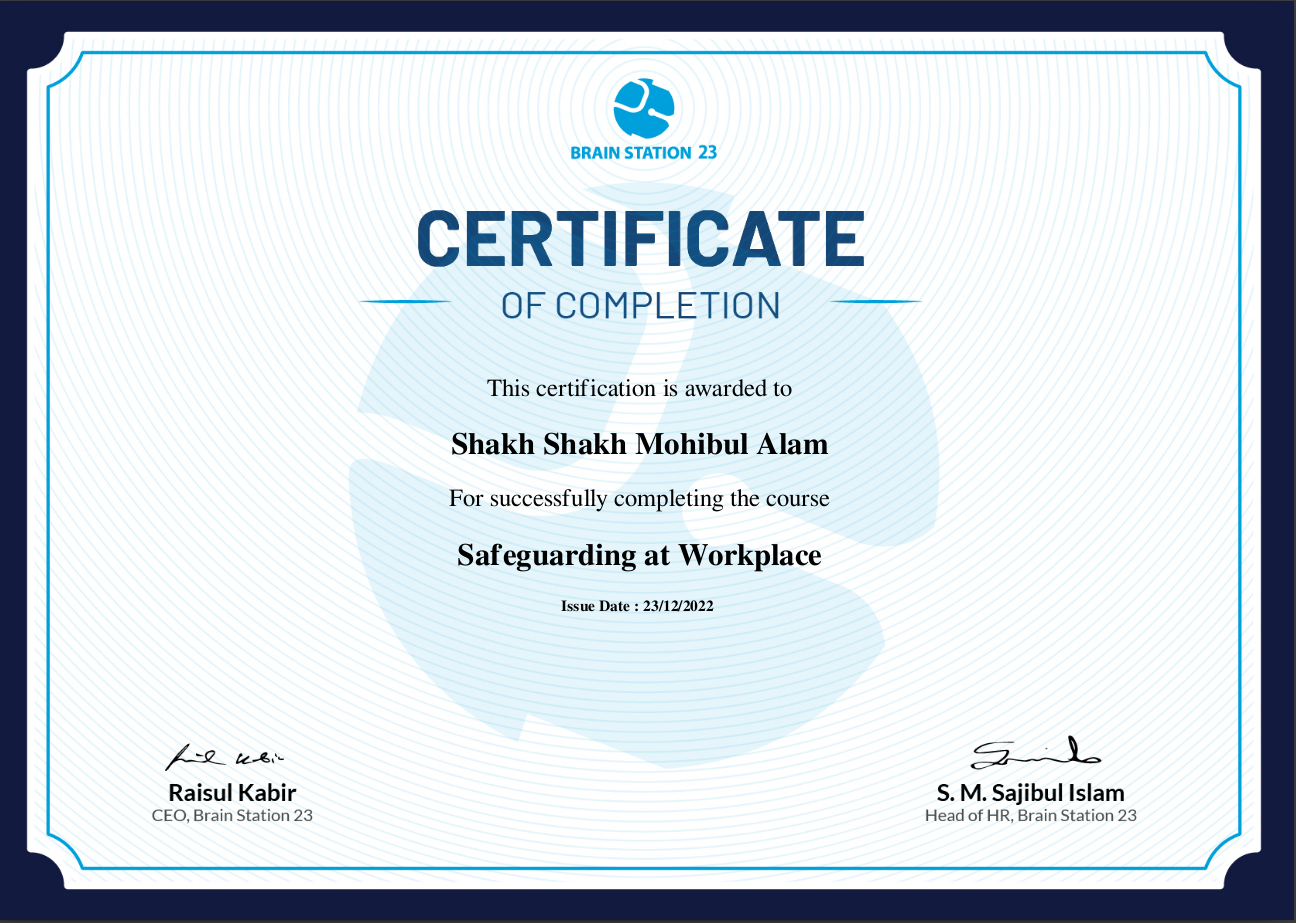 BRAIN STATION 23
CERTIFICATE
OF COMPLETION
This certification is awarded to
Shakh Shakh Mohibul Alam
For successfully completing the course
Safeguarding at Workplace
Issue Date : 23/12/2022
Raisul Kabir
CEO, Brain Station 23
S. M. Sajibul Islam
Head of HR, Brain Station 23